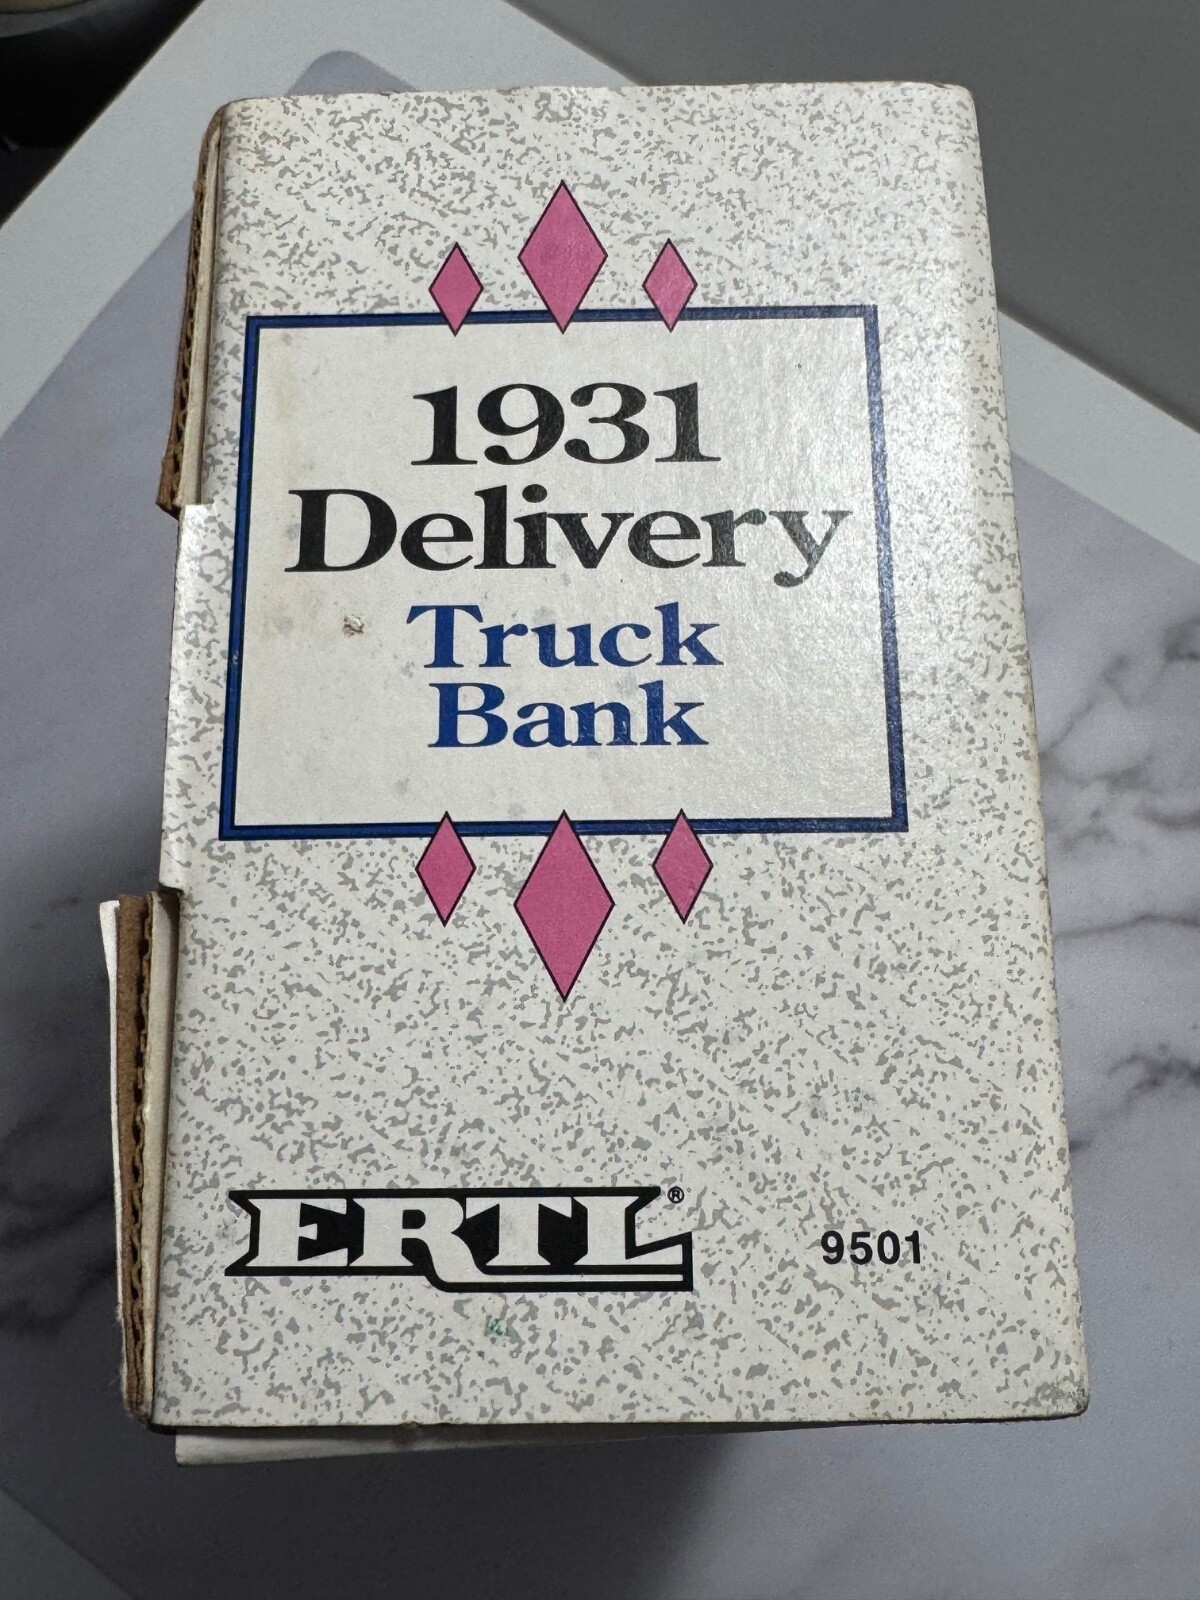 1931
Delivery
Truck
Bank
ERTL®
9501